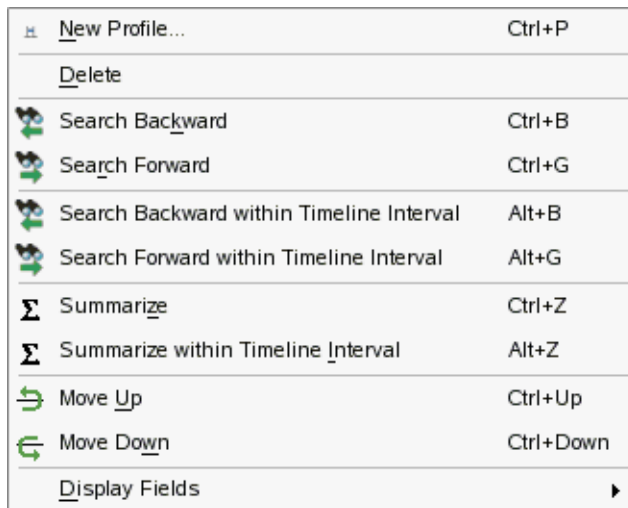 New Profile... Ctrl+P
Delete
Search Backward Ctrl+B
Search Forward Ctrl+G
Search Backward within Timeline Interval Alt+B
Search Forward within Timeline Interval Alt+G
Σ Summarize Ctrl+Z
Σ Summarize within Timeline Interval Alt+Z
Move Up Ctrl+Up
Move Down Ctrl+Down
Display Fields